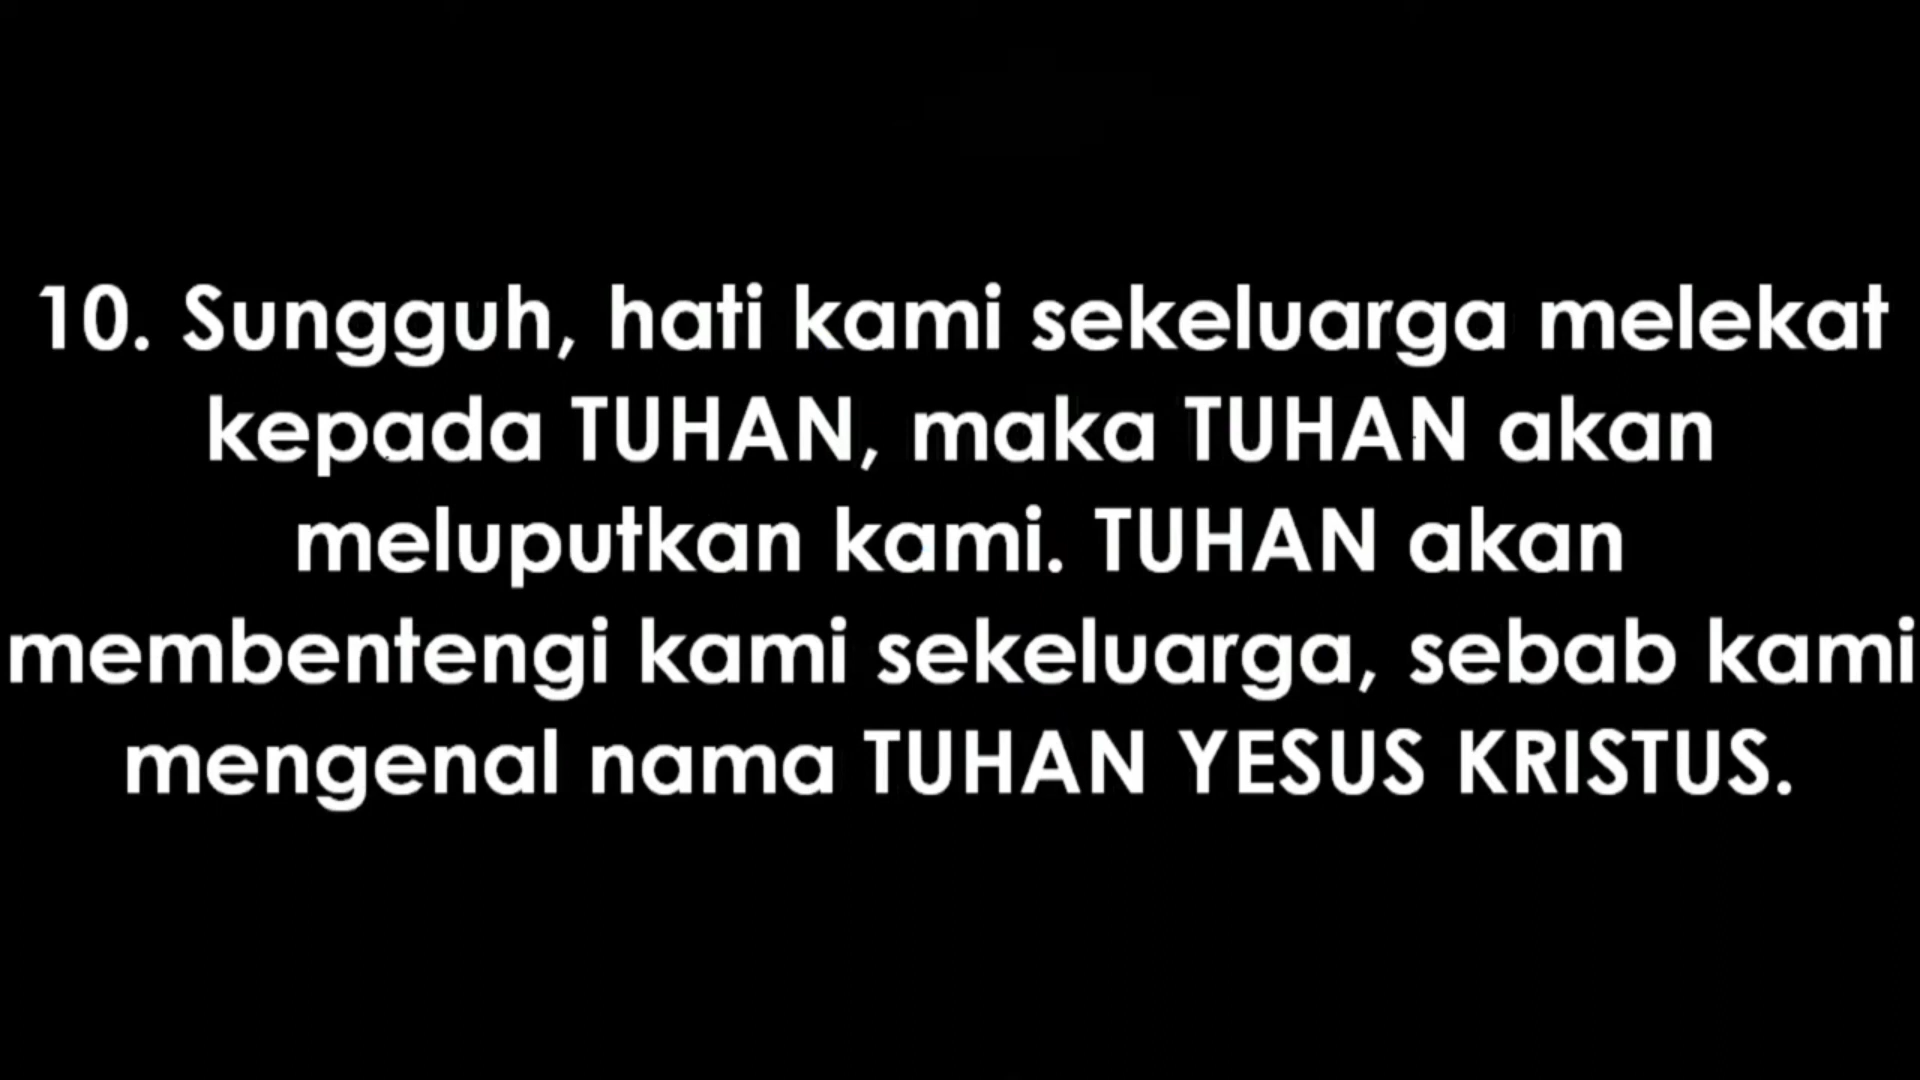 10. Sungguh, hati kami sekeluarga melekat
kepada TUHAN, maka TUHAN akan
meluputkan kami. TUHAN akan
membentengi kami sekeluarga, sebab kami
mengenal nama TUHAN YESUS KRISTUS.